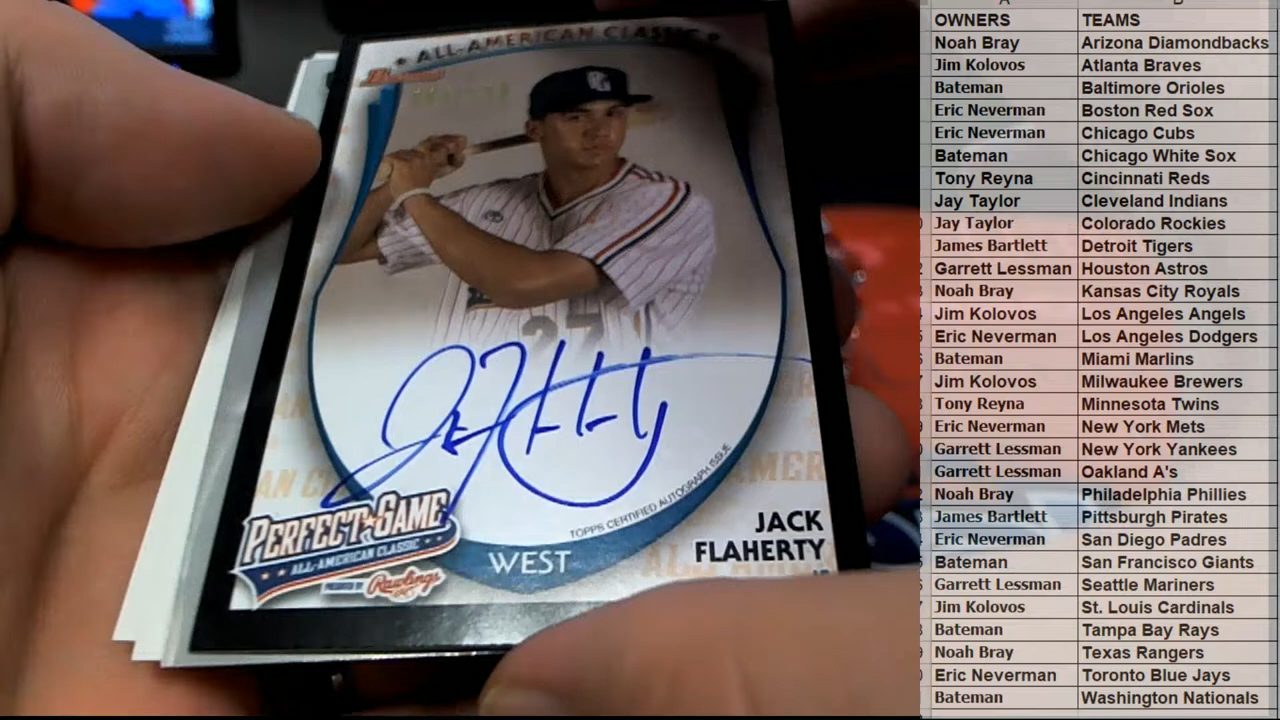 ALL-AMERICAN CLASSIC
Bowman
PG
27
TOPPS CERTIFIED AUTOGRAPH ISSUE
PERFECT GAME
ALL-AMERICAN CLASSIC
PRESENTED BY Rawlings
WEST
JACK
FLAHERTY
OWNERS TEAMS
Noah Bray Arizona Diamondbacks
Jim Kolovos Atlanta Braves
Bateman Baltimore Orioles
Eric Neverman Boston Red Sox
Eric Neverman Chicago Cubs
Bateman Chicago White Sox
Tony Reyna Cincinnati Reds
Jay Taylor Cleveland Indians
Jay Taylor Colorado Rockies
James Bartlett Detroit Tigers
Garrett Lessman Houston Astros
Noah Bray Kansas City Royals
Jim Kolovos Los Angeles Angels
Eric Neverman Los Angeles Dodgers
Bateman Miami Marlins
Jim Kolovos Milwaukee Brewers
Tony Reyna Minnesota Twins
Eric Neverman New York Mets
Garrett Lessman New York Yankees
Garrett Lessman Oakland A's
Noah Bray Philadelphia Phillies
James Bartlett Pittsburgh Pirates
Eric Neverman San Diego Padres
Bateman San Francisco Giants
Garrett Lessman Seattle Mariners
Jim Kolovos St. Louis Cardinals
Bateman Tampa Bay Rays
Noah Bray Texas Rangers
Eric Neverman Toronto Blue Jays
Bateman Washington Nationals